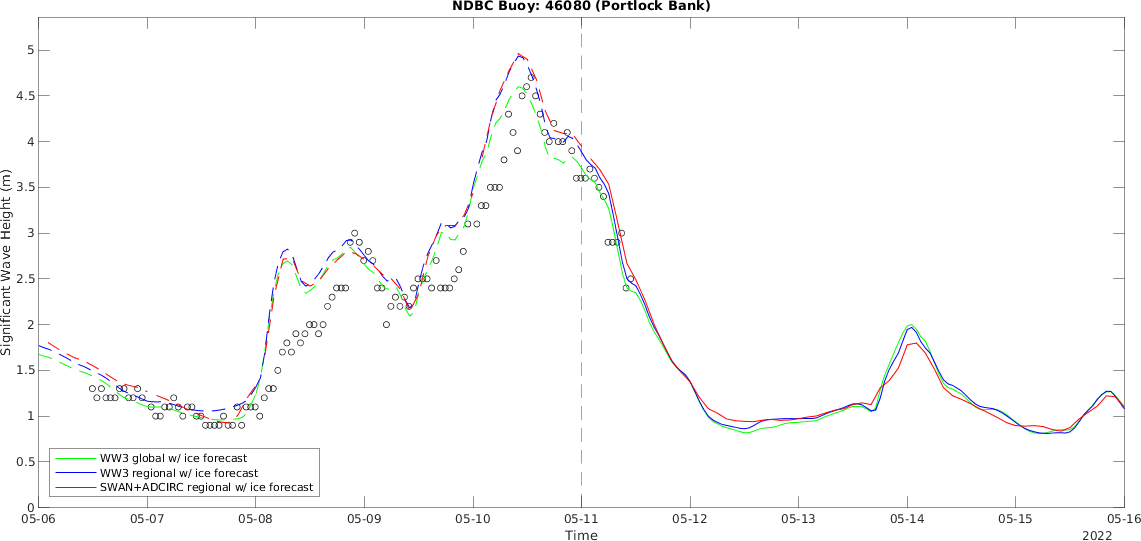 NDBC Buoy: 46080 (Portlock Bank)
Significant Wave Height (m)
5
4.5
4
3.5
3
2.5
2
1.5
1
0.5
0
WW3 global w/ ice forecast
WW3 regional w/ ice forecast
SWAN+ADCIRC regional w/ ice forecast
05-06 05-07 05-08 05-09 05-10 05-11 05-12 05-13 05-14 05-15 05-16
Time
2022